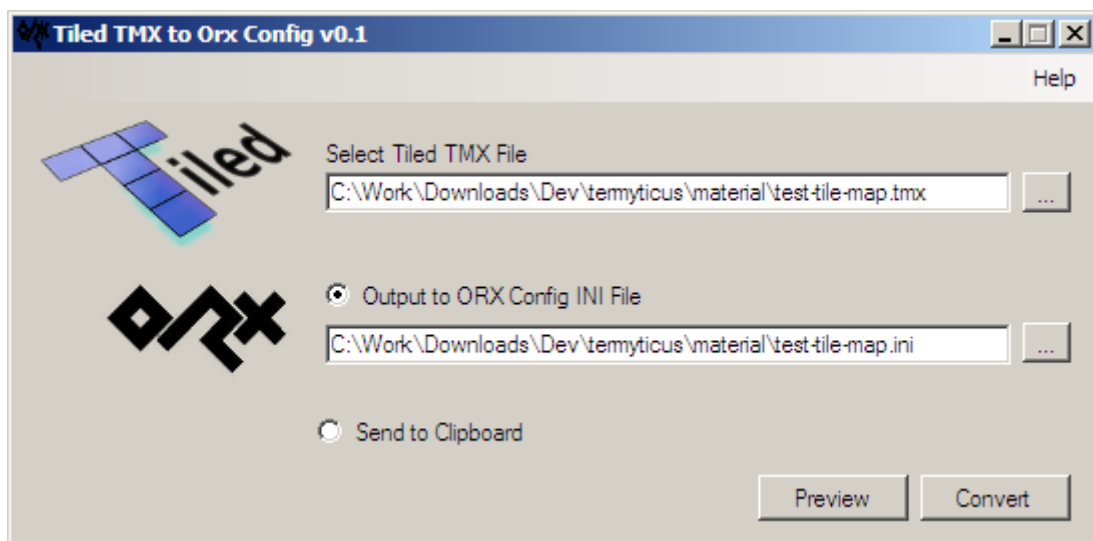 orx Tiled TMX to Orx Config v0.1
Help
Tiled
Select Tiled TMX File
C:\Work\Downloads\Dev\termyticus\material\test-tile-map.tmx
...
orx
Output to ORX Config INI File
C:\Work\Downloads\Dev\termyticus\material\test-tile-map.ini
...
Send to Clipboard
Preview
Convert